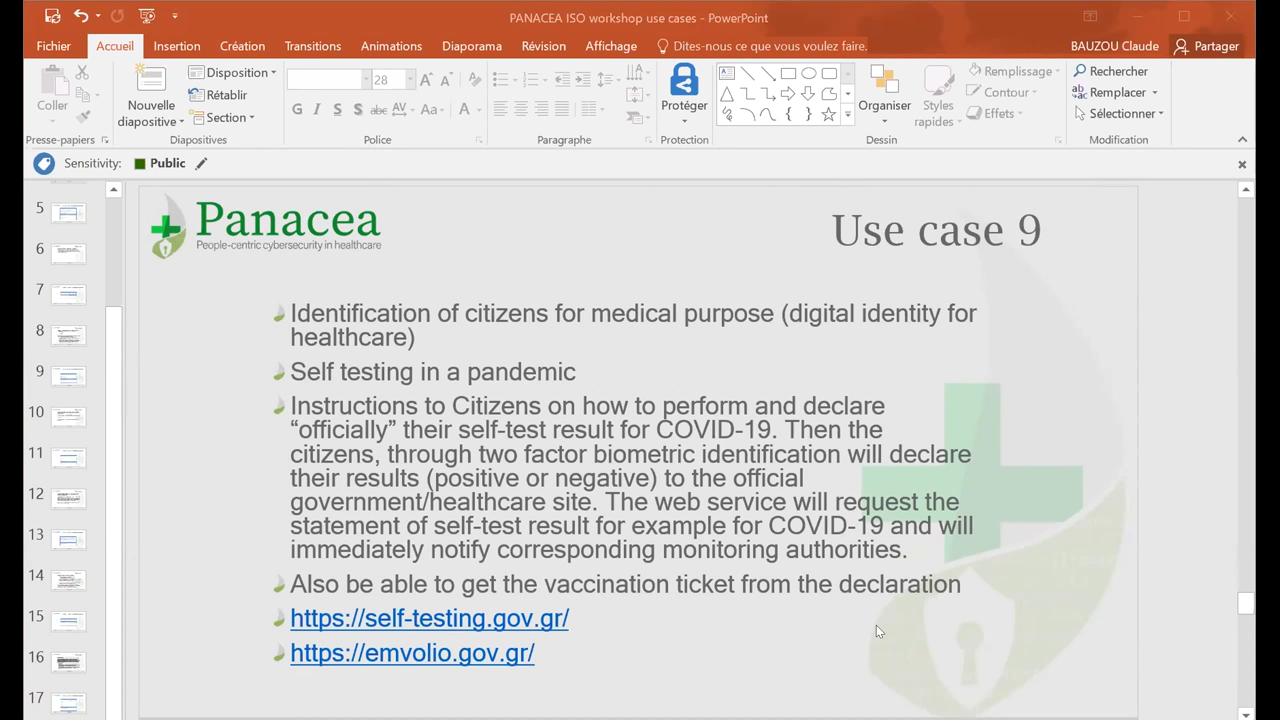 PANACEA ISO workshop use cases - PowerPoint
Fichier Accueil Insertion Création Transitions Animations Diaporama Révision Affichage Dites-nous ce que vous voulez faire. BAUZOU Claude Partager
Coller
Nouvelle diapositive
Disposition
Rétablir
Section
28
G I S S abc AV Aa A
Protéger
Organiser
Styles rapides
Remplissage
Contour
Effets
Rechercher
Remplacer
Sélectionner
Presse-papiers Diapositives Police Paragraphe Protection Dessin Modification
Sensitivity: Public
5
6
7
8
9
10
11
12
13
14
15
16
17
Panacea
People-centric cybersecurity in healthcare
Use case 9
Identification of citizens for medical purpose (digital identity for
healthcare)
Self testing in a pandemic
Instructions to Citizens on how to perform and declare
“officially” their self-test result for COVID-19. Then the
citizens, through two factor biometric identification will declare
their results (positive or negative) to the official
government/healthcare site. The web service will request the
statement of self-test result for example for COVID-19 and will
immediately notify corresponding monitoring authorities.
Also be able to get the vaccination ticket from the declaration
https://self-testing.gov.gr/
https://emvolio.gov.gr/